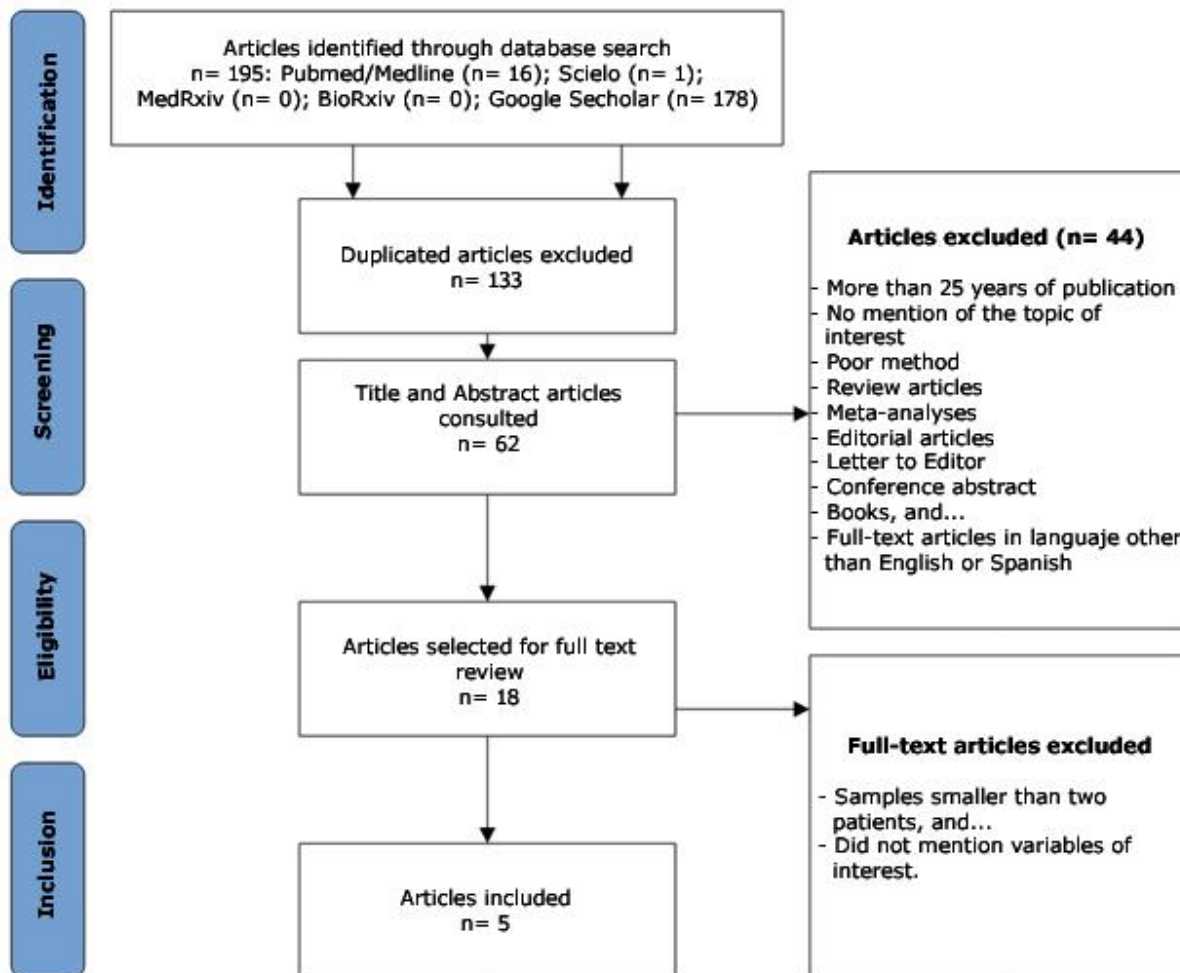 Identification
Articles identified through database search
n= 195: Pubmed/Medline (n= 16); Scielo (n= 1);
MedRxiv (n= 0); BioRxiv (n= 0); Google Secholar (n= 178)
Duplicated articles excluded
n= 133
Screening
Title and Abstract articles
consulted
n= 62
Articles excluded (n= 44)
- More than 25 years of publication
- No mention of the topic of
interest
- Poor method
- Review articles
- Meta-analyses
- Editorial articles
- Letter to Editor
- Conference abstract
- Books, and...
- Full-text articles in languaje other
than English or Spanish
Eligibility
Articles selected for full text
review
n= 18
Full-text articles excluded
- Samples smaller than two
patients, and...
- Did not mention variables of
interest.
Inclusion
Articles included
n= 5